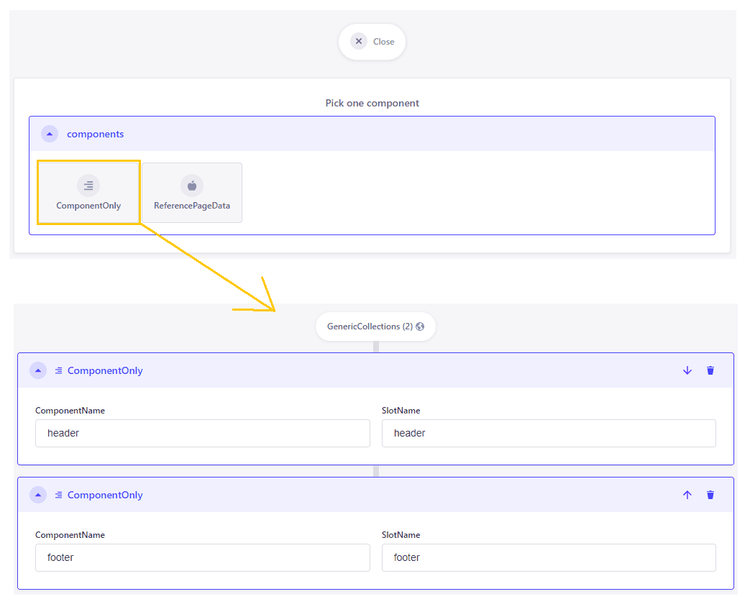 Close
Pick one component
components
ComponentOnly
ReferencePageData
GenericCollections (2)
ComponentOnly
ComponentName
SlotName
header
header
ComponentOnly
ComponentName
SlotName
footer
footer